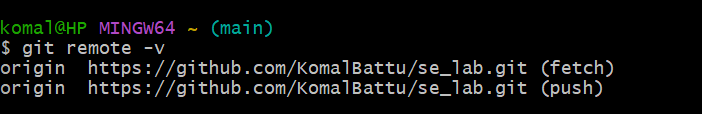 komal@HP MINGW64 ~ (main)
$ git remote -v
origin  https://github.com/KomalBattu/se_lab.git (fetch)
origin  https://github.com/KomalBattu/se_lab.git (push)